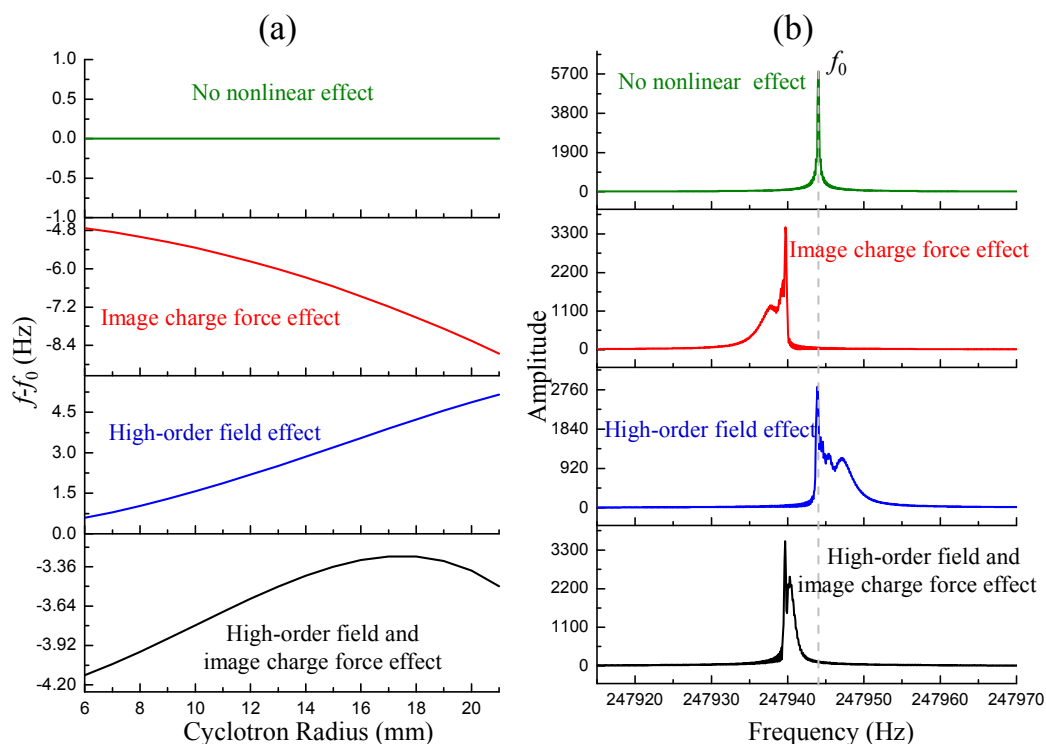 (a)
1.0
0.5
0.0
-0.5
-1.0
No nonlinear effect
-4.8
-6.0
-7.2
-8.4
Image charge force effect
4.5
3.0
1.5
0.0
High-order field effect
-3.36
-3.64
-3.92
-4.20
High-order field and
image charge force effect
6 8 10 12 14 16 18 20
Cyclotron Radius (mm)
f-f0 (Hz)
(b)
5700
3800
1900
0
No nonlinear effect
f0
3300
2200
1100
0
Image charge force effect
2760
1840
920
0
High-order field effect
3300
2200
1100
0
High-order field and
image charge force effect
247920 247930 247940 247950 247960 247970
Frequency (Hz)
Amplitude